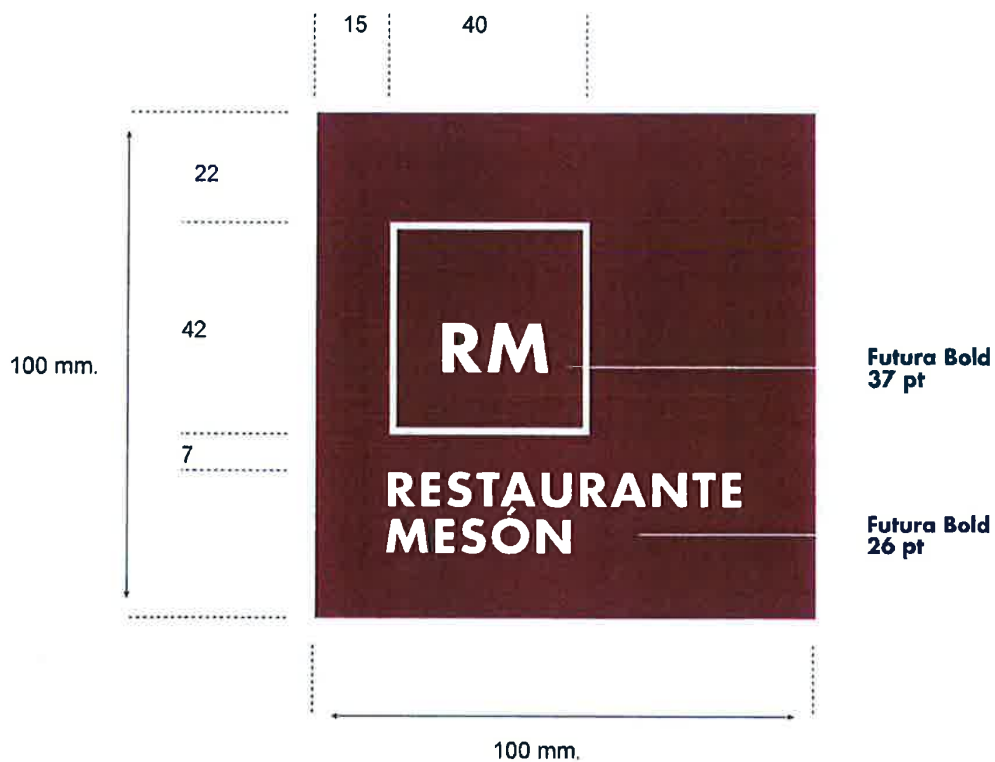 15 40
22
42
100 mm.
RM
Futura Bold
37 pt
7
RESTAURANTE
MESÓN
Futura Bold
26 pt
100 mm.